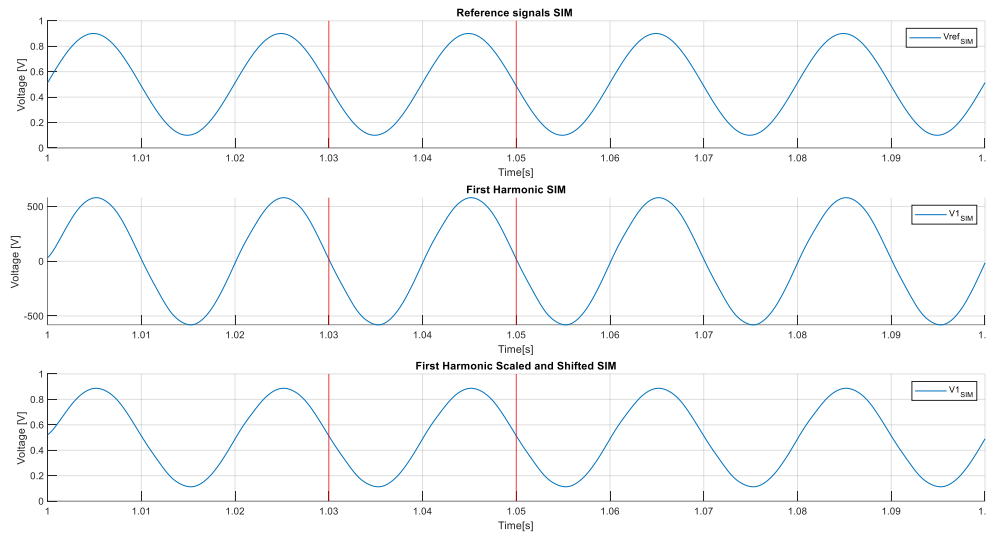 Reference signals SIM
Voltage [V]
1
0.8
0.6
0.4
0.2
0
Vref_SIM
1 1.01 1.02 1.03 1.04 1.05 1.06 1.07 1.08 1.09 1.
Time[s]
First Harmonic SIM
Voltage [V]
500
0
-500
V1_SIM
1 1.01 1.02 1.03 1.04 1.05 1.06 1.07 1.08 1.09 1.
Time[s]
First Harmonic Scaled and Shifted SIM
Voltage [V]
1
0.8
0.6
0.4
0.2
0
V1_SIM
1 1.01 1.02 1.03 1.04 1.05 1.06 1.07 1.08 1.09 1.
Time[s]